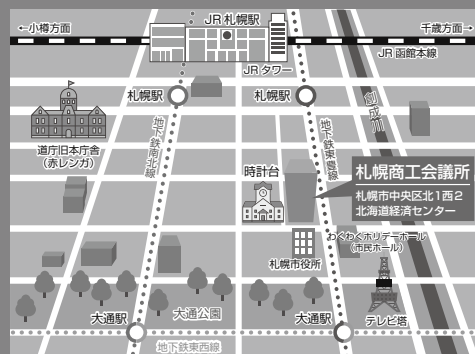 JR札幌駅
←小樽方面
千歳方面→
JR函館本線
JRタワー
札幌駅
札幌駅
創成川
道庁旧本庁舎
(赤レンガ)
地下鉄南北線
地下鉄東豊線
時計台
札幌商工会議所
札幌市中央区北1西2
北海道経済センター
わくわくホリデーホール
(市民ホール)
札幌市役所
大通公園
大通駅
大通駅
テレビ塔
地下鉄東西線